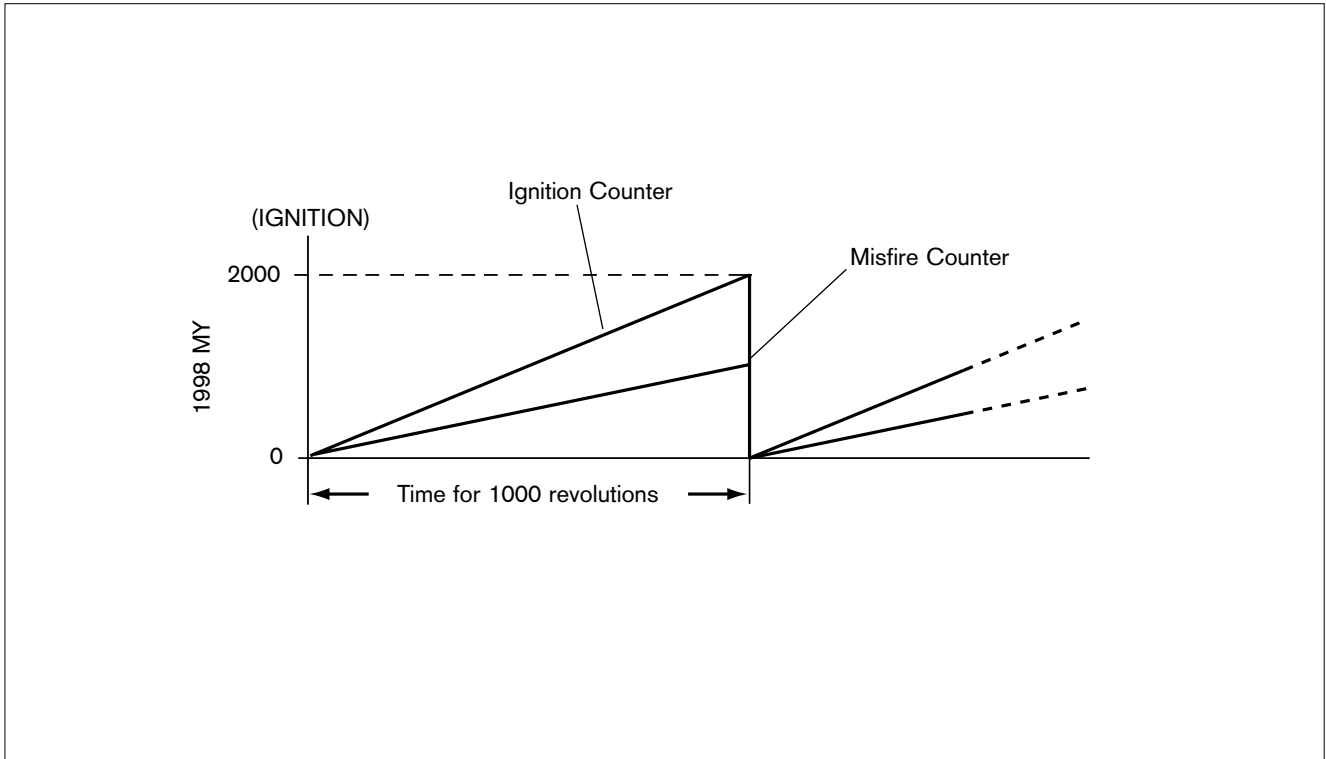 Ignition Counter
(IGNITION)
Misfire Counter
2000
1998 MY
0
Time for 1000 revolutions